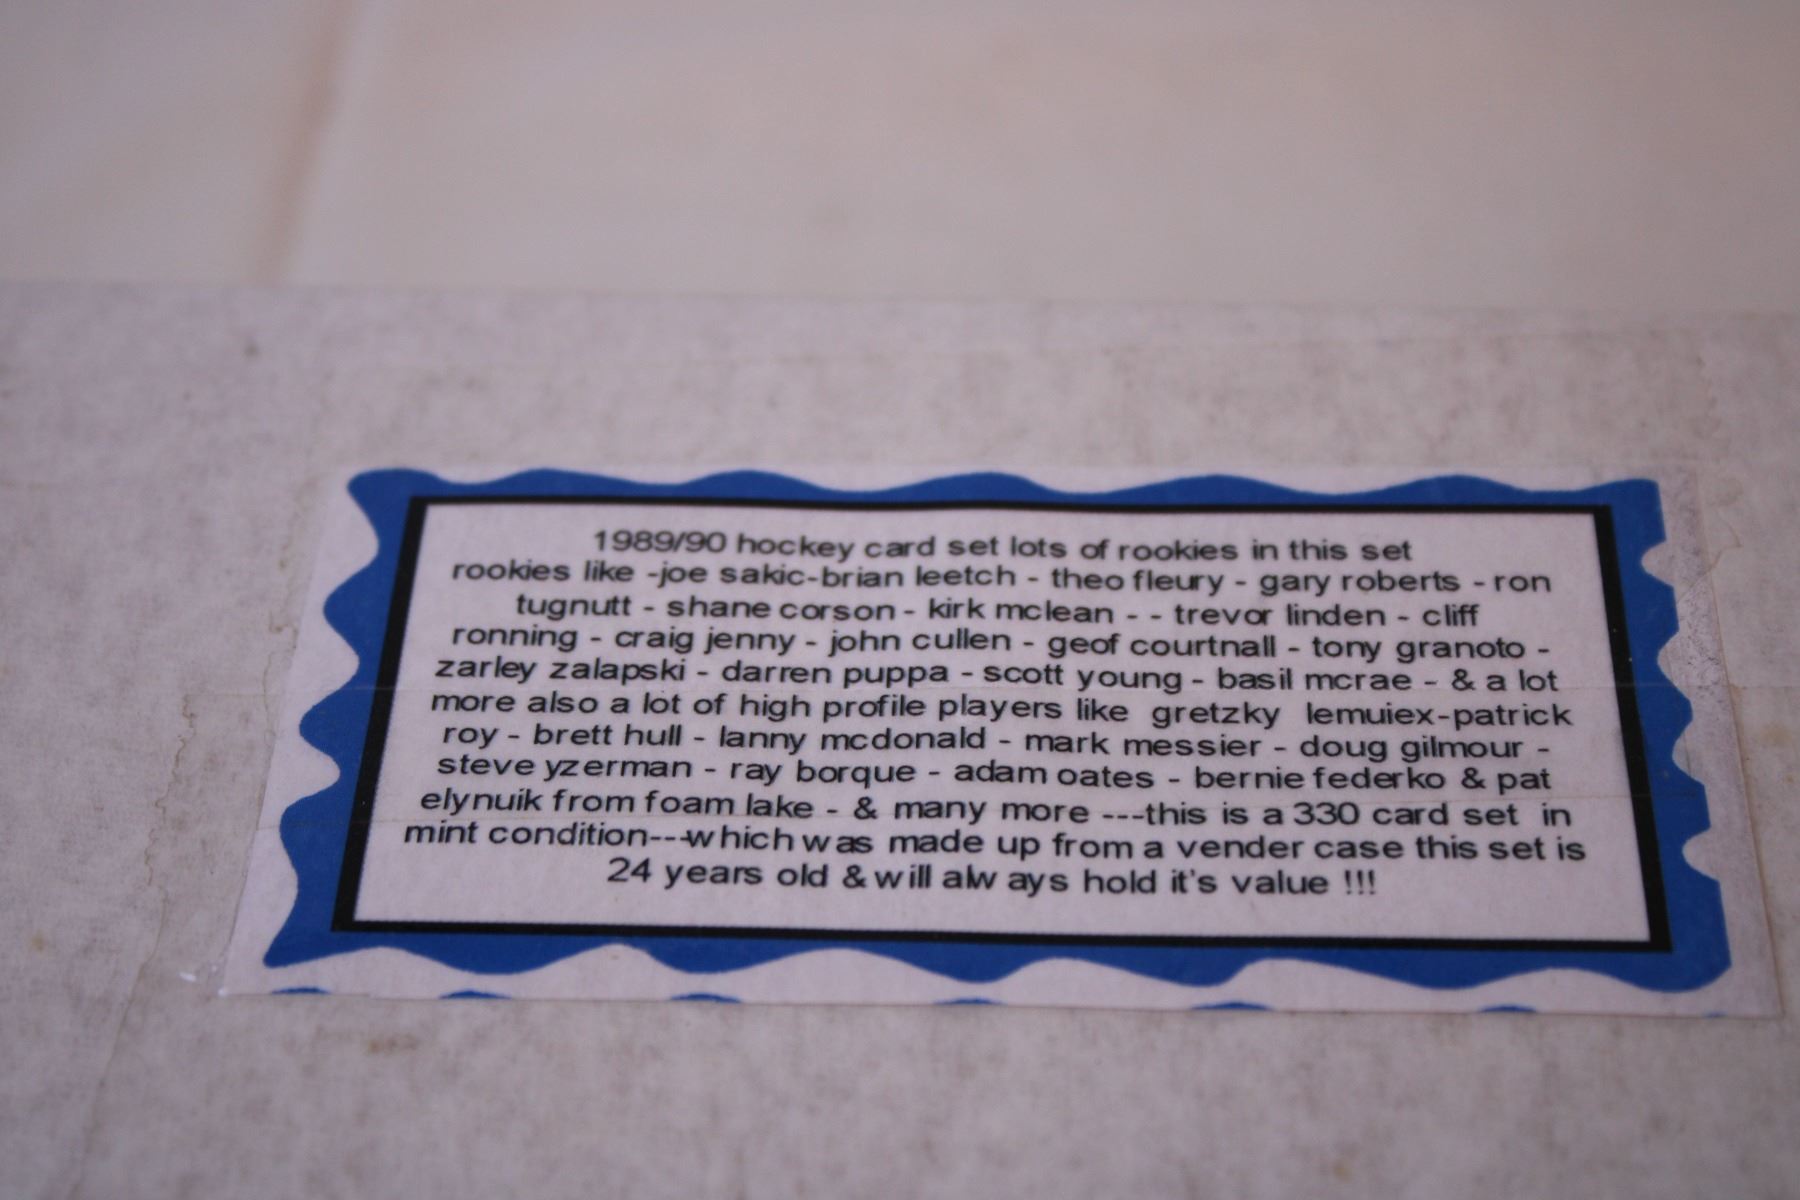 1989/90 hockey card set lots of rookies in this set
rookies like -joe sakic-brian leetch - theo fleury - gary roberts - ron
tugnutt - shane corson - kirk mclean - - trevor linden - cliff
ronning - craig jenny - john cullen - geof courtnall - tony granoto -
zarley zalapski - darren puppa - scott young - basil mcrae - & a lot
more also a lot of high profile players like gretzky lemuiex-patrick
roy - brett hull - lanny mcdonald - mark messier - doug gilmour -
steve yzerman - ray borque - adam oates - bernie federko & pat
elynuik from foam lake - & many more ---this is a 330 card set in
mint condition---which was made up from a vender case this set is
24 years old & will always hold it's value !!!